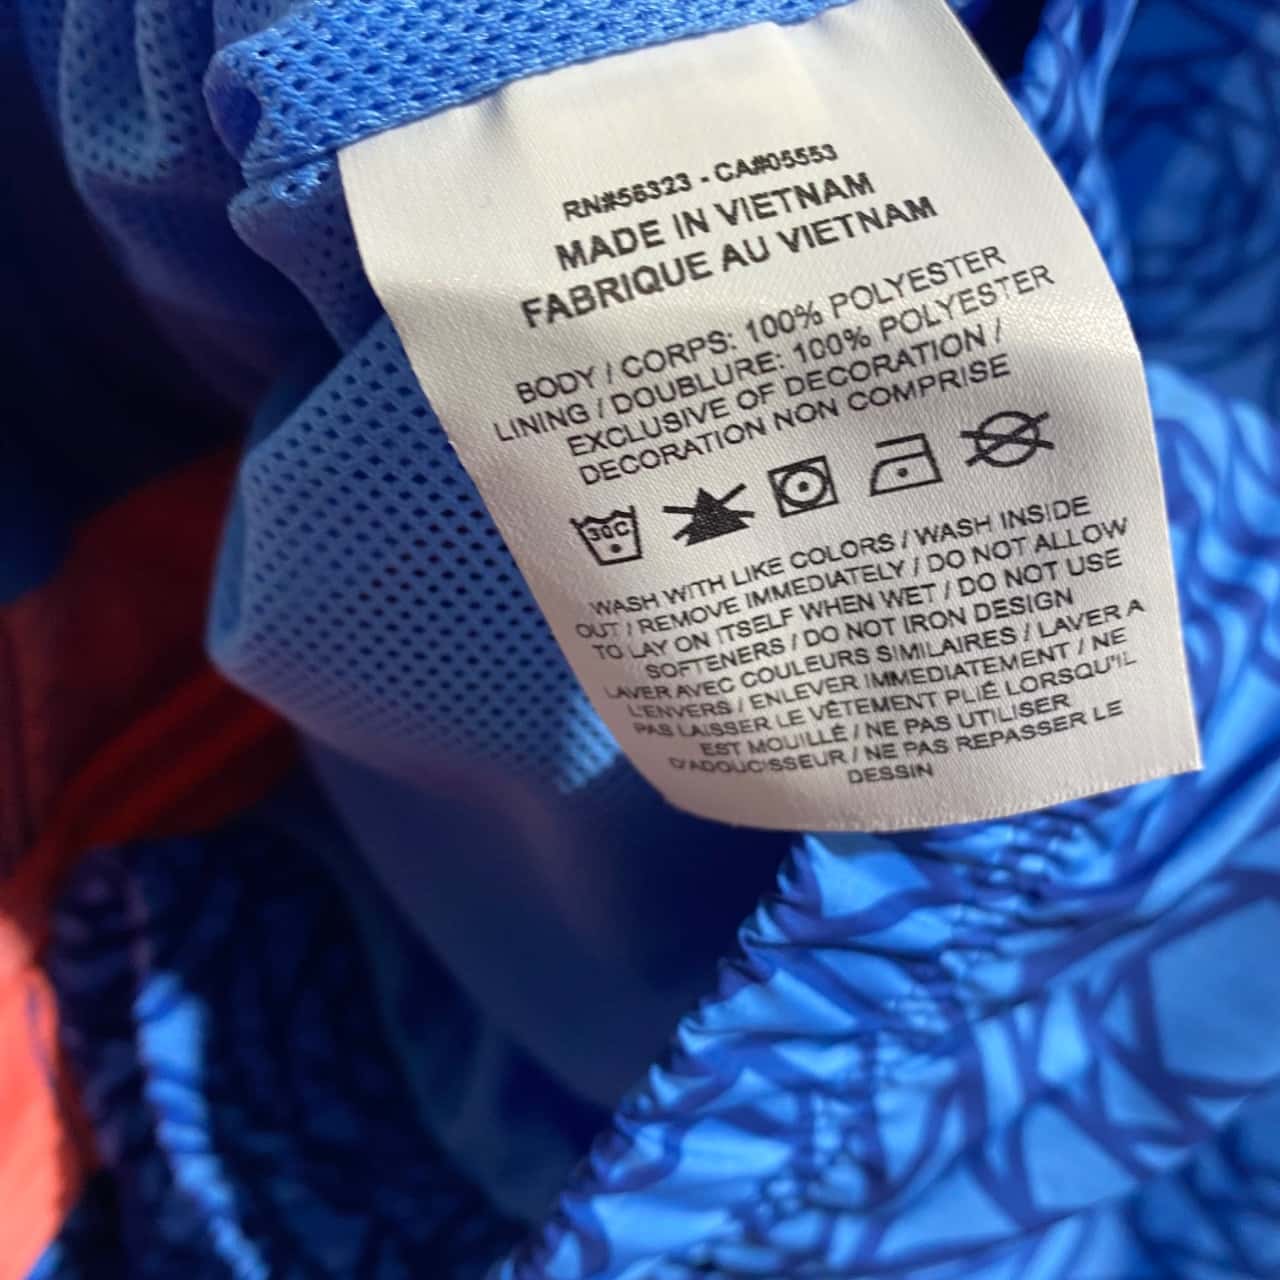 RN#56323 - CA#05553
MADE IN VIETNAM
FABRIQUE AU VIETNAM
BODY / CORPS: 100% POLYESTER
LINING / DOUBLURE: 100% POLYESTER
EXCLUSIVE OF DECORATION /
DECORATION NON COMPRISE
30C
WASH WITH LIKE COLORS / WASH INSIDE
OUT / REMOVE IMMEDIATELY / DO NOT ALLOW
TO LAY ON ITSELF WHEN WET / DO NOT USE
SOFTENERS / DO NOT IRON DESIGN
LAVER AVEC COULEURS SIMILAIRES / LAVER A
L'ENVERS / ENLEVER IMMEDIATEMENT / NE
PAS LAISSER LE VÊTEMENT PLIÉ LORSQU'IL
EST MOUILLÉ / NE PAS UTILISER
D'ADOUCISSEUR / NE PAS REPASSER LE
DESSIN